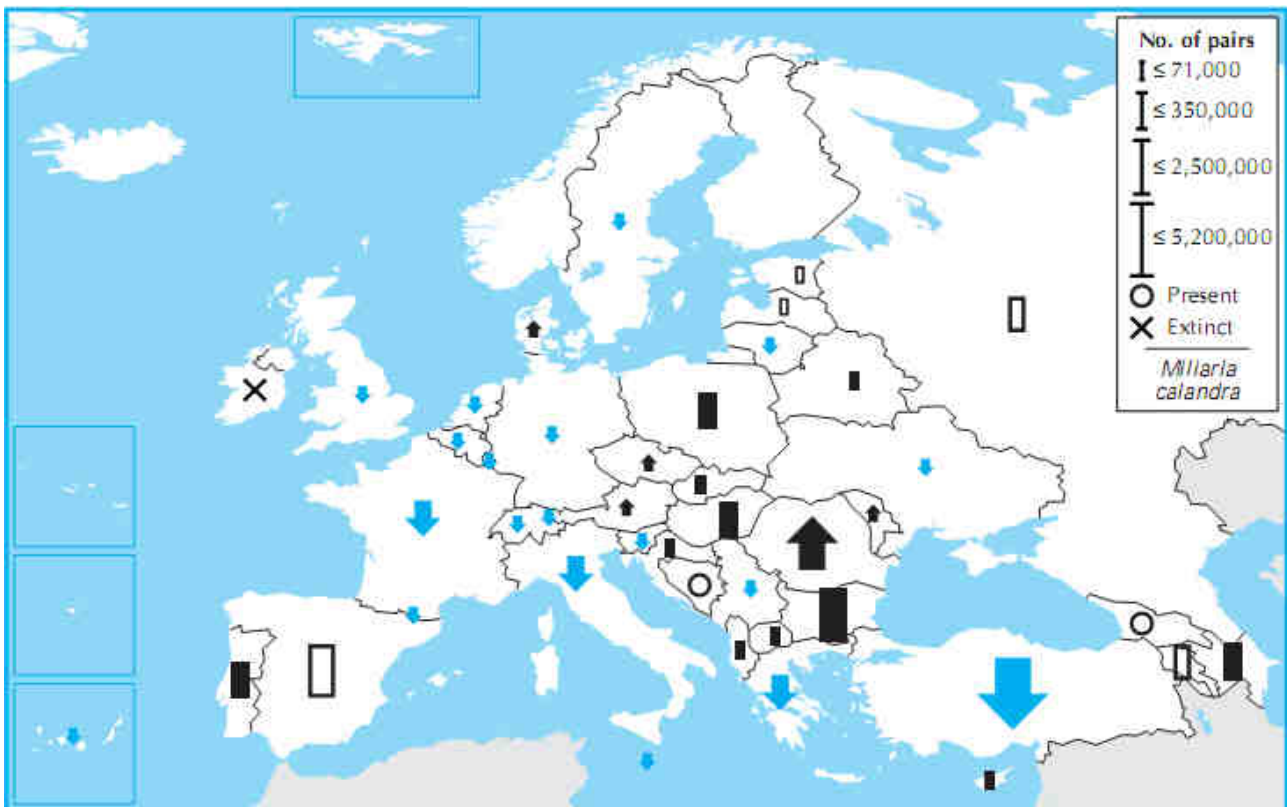 No. of pairs
≤ 71,000
≤ 350,000
≤ 2,500,000
≤ 5,200,000
Present
Extinct
Miliaria
calandra